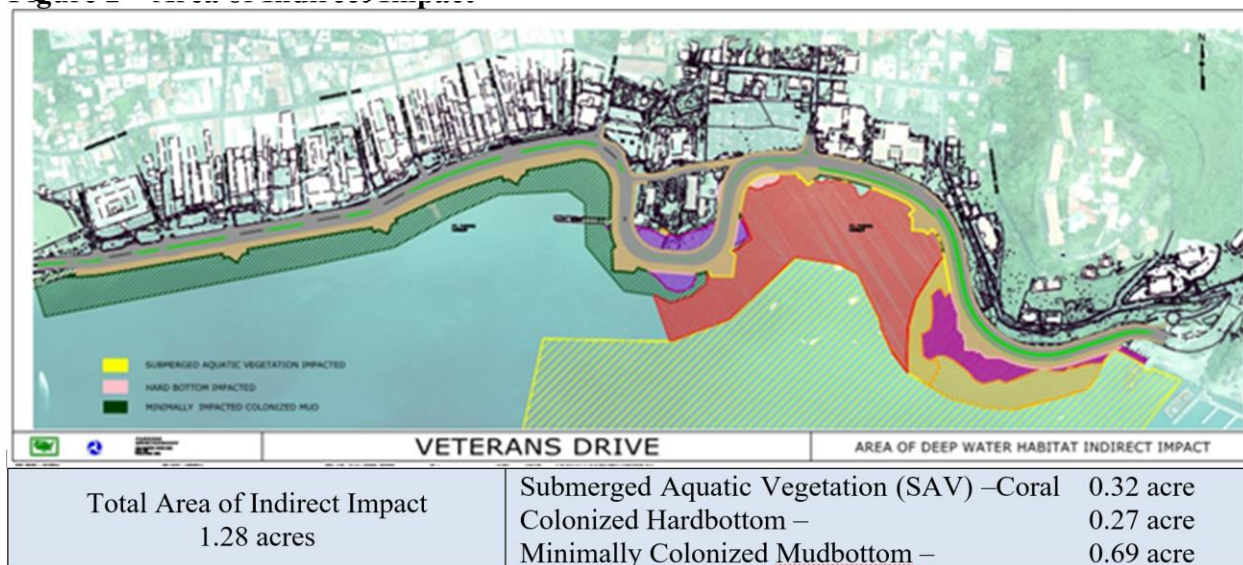 SUBMERGED AQUATIC VEGETATION IMPACTED
HARD BOTTOM IMPACTED
MINIMALLY IMPACTED COLONIZED MUD
VETERANS DRIVE
AREA OF DEEP WATER HABITAT INDIRECT IMPACT
Total Area of Indirect Impact
1.28 acres
Submerged Aquatic Vegetation (SAV) –Coral 0.32 acre
Colonized Hardbottom – 0.27 acre
Minimally Colonized Mudbottom – 0.69 acre